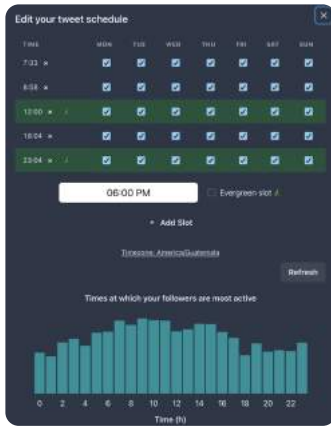 Edit your tweet schedule
×
TIME MON TUE WED THU FRI SAT SUN
7:33 ×
8:58 ×
12:00 ×
18:04 ×
23:04 ×
06:00 PM Evergreen slot
+ Add Slot
Timezone: America/Guatemala
Refresh
Times at which your followers are most active
0 2 4 6 8 10 12 14 16 18 20 22
Time (h)